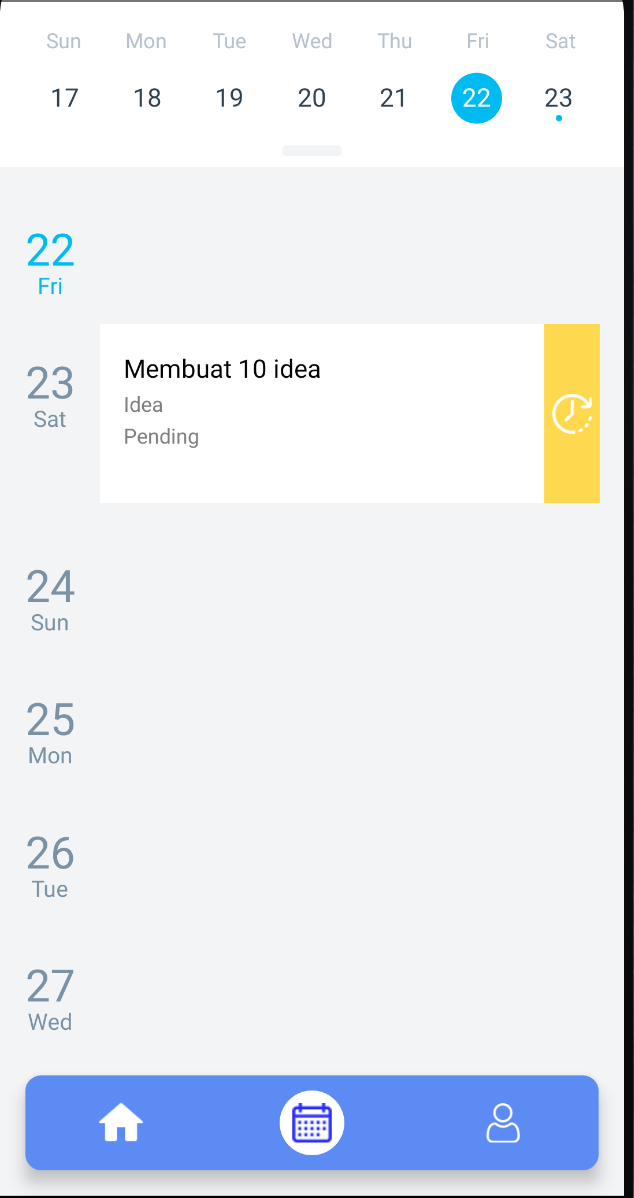 Sun Mon Tue Wed Thu Fri Sat
17 18 19 20 21 22 23
22
Fri
23
Sat
Membuat 10 idea
Idea
Pending
24
Sun
25
Mon
26
Tue
27
Wed